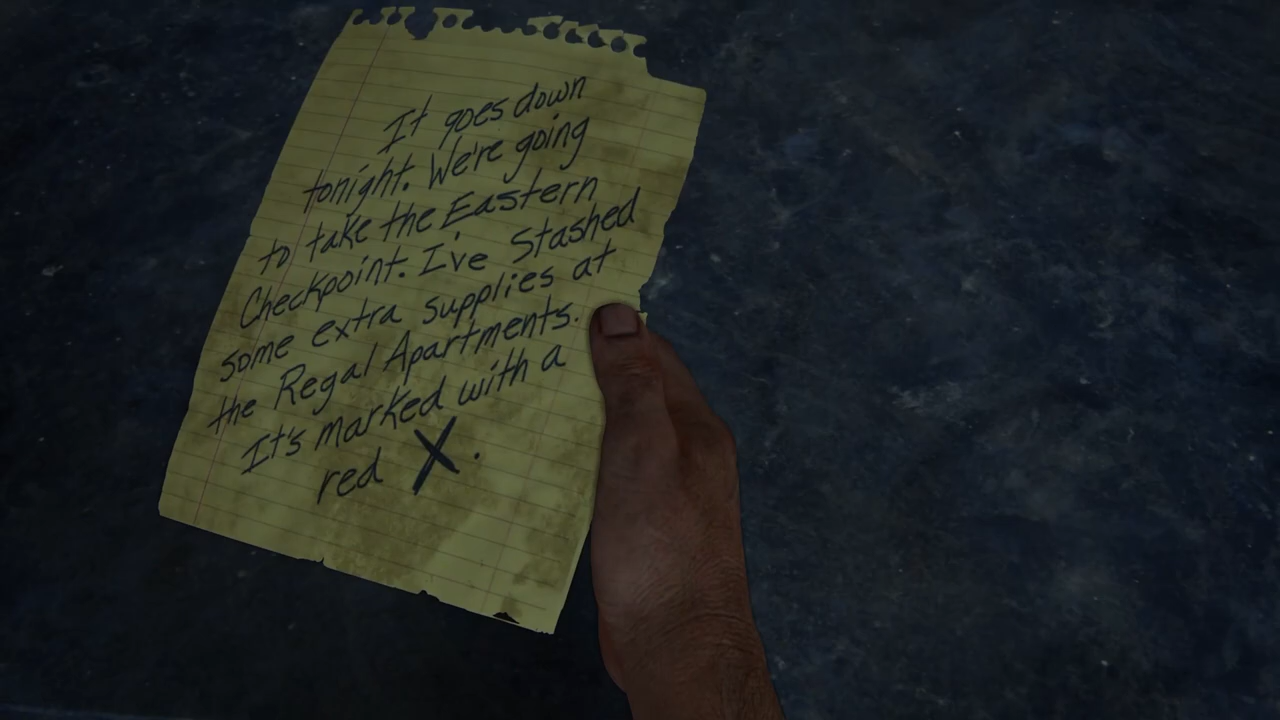 It goes down
tonight. We're going
to take the Eastern
Checkpoint. I've Stashed
some extra supplies at
the Regal Apartments.
It's marked with a
red X.